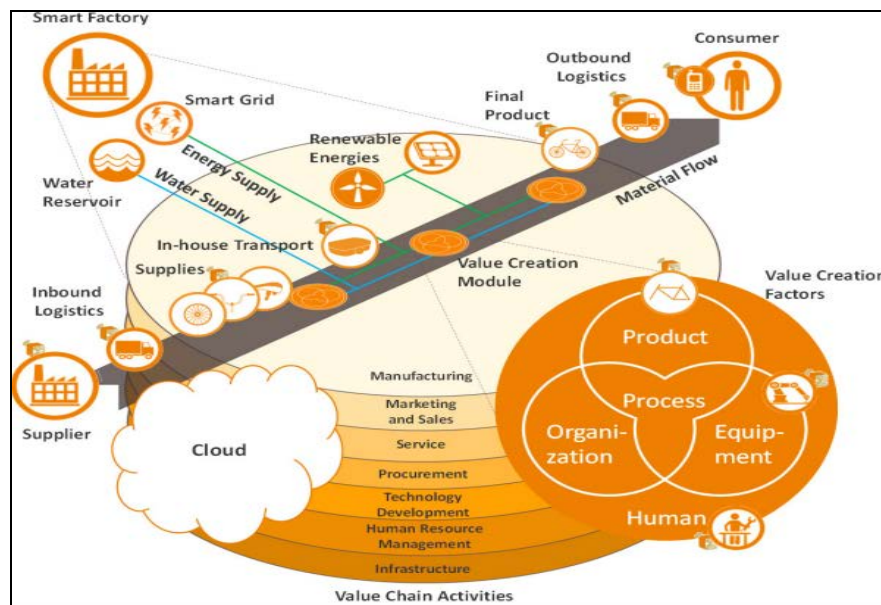 Smart Factory
Smart Grid
Water
Reservoir
Energy Supply
Water Supply
Renewable
Energies
Final
Product
Outbound
Logistics
Consumer
Material Flow
In-house Transport
Supplies
Inbound
Logistics
Supplier
Value Creation
Module
Value Creation
Factors
Product
Process
Organi-
zation
Equip-
ment
Human
Cloud
Manufacturing
Marketing
and Sales
Service
Procurement
Technology
Development
Human Resource
Management
Infrastructure
Value Chain Activities